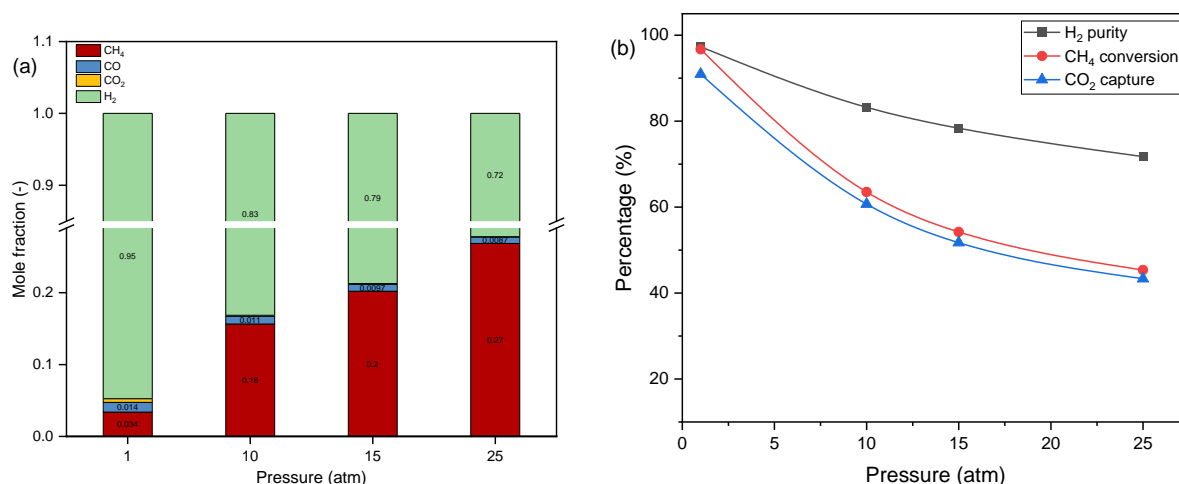 (a)
CH₄
CO
CO₂
H₂
Mole fraction (-)
1.1
1.0
0.9
0.2
0.1
0.0
0.95
0.014
0.034
0.83
0.011
0.16
0.79
0.0097
0.2
0.72
0.0087
0.27
1 10 15 25
Pressure (atm)
(b)
H₂ purity
CH₄ conversion
CO₂ capture
Percentage (%)
100
80
60
40
20
0 5 10 15 20 25
Pressure (atm)